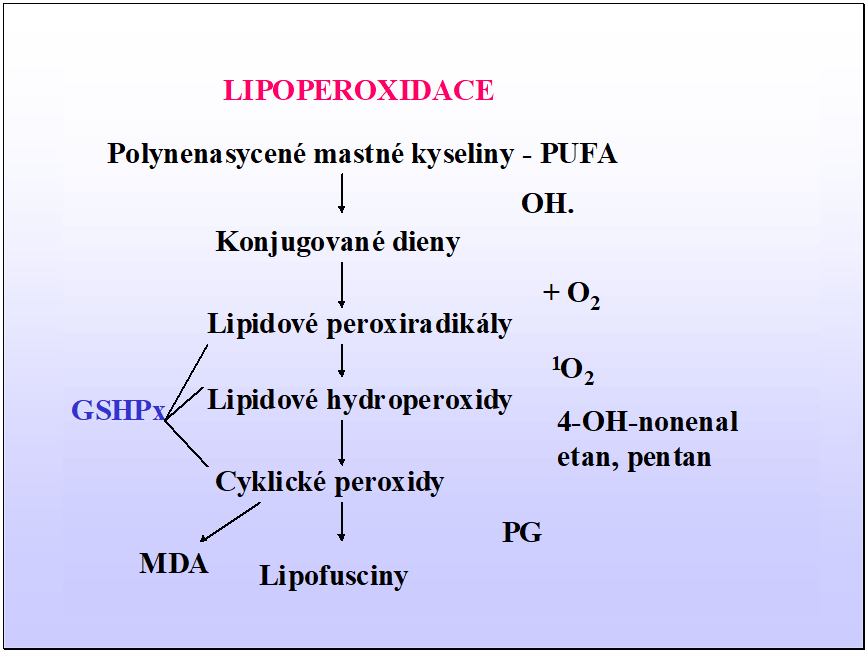 LIPOPEROXIDACE
Polynenasycené mastné kyseliny - PUFA
OH.
Konjugované dieny
+ O₂
Lipidové peroxiradikály
¹O₂
Lipidové hydroperoxidy
GSHPx
4-OH-nonenal
etan, pentan
Cyklické peroxidy
PG
MDA
Lipofusciny